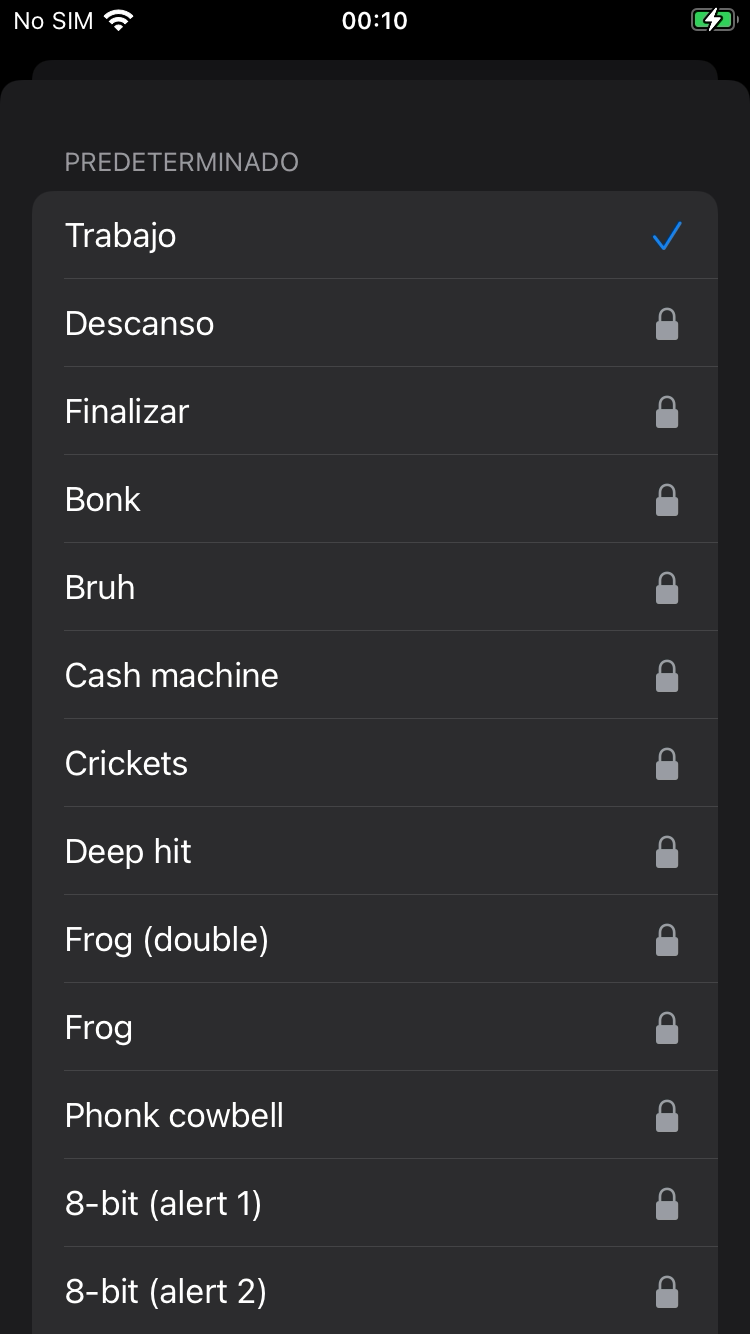 No SIM 00:10
PREDETERMINADO
Trabajo
Descanso
Finalizar
Bonk
Bruh
Cash machine
Crickets
Deep hit
Frog (double)
Frog
Phonk cowbell
8-bit (alert 1)
8-bit (alert 2)